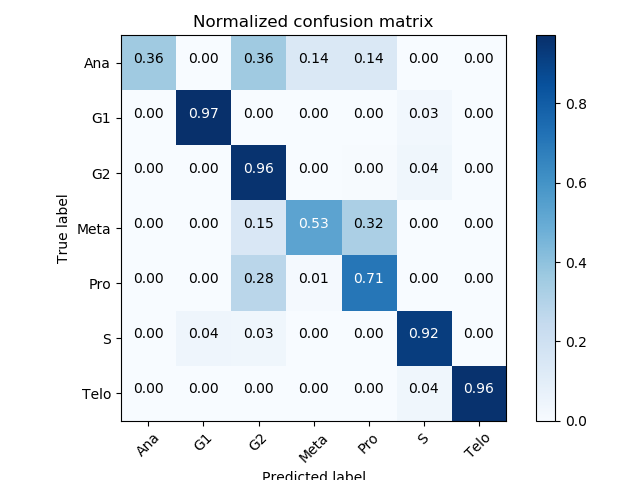 Normalized confusion matrix
Ana 0.36 0.00 0.36 0.14 0.14 0.00 0.00
G1 0.00 0.97 0.00 0.00 0.00 0.03 0.00
G2 0.00 0.00 0.96 0.00 0.00 0.04 0.00
Meta 0.00 0.00 0.15 0.53 0.32 0.00 0.00
Pro 0.00 0.00 0.28 0.01 0.71 0.00 0.00
S 0.00 0.04 0.03 0.00 0.00 0.92 0.00
Telo 0.00 0.00 0.00 0.00 0.00 0.04 0.96
Ana G1 G2 Meta Pro S Telo
True label
Predicted label
0.8
0.6
0.4
0.2
0.0